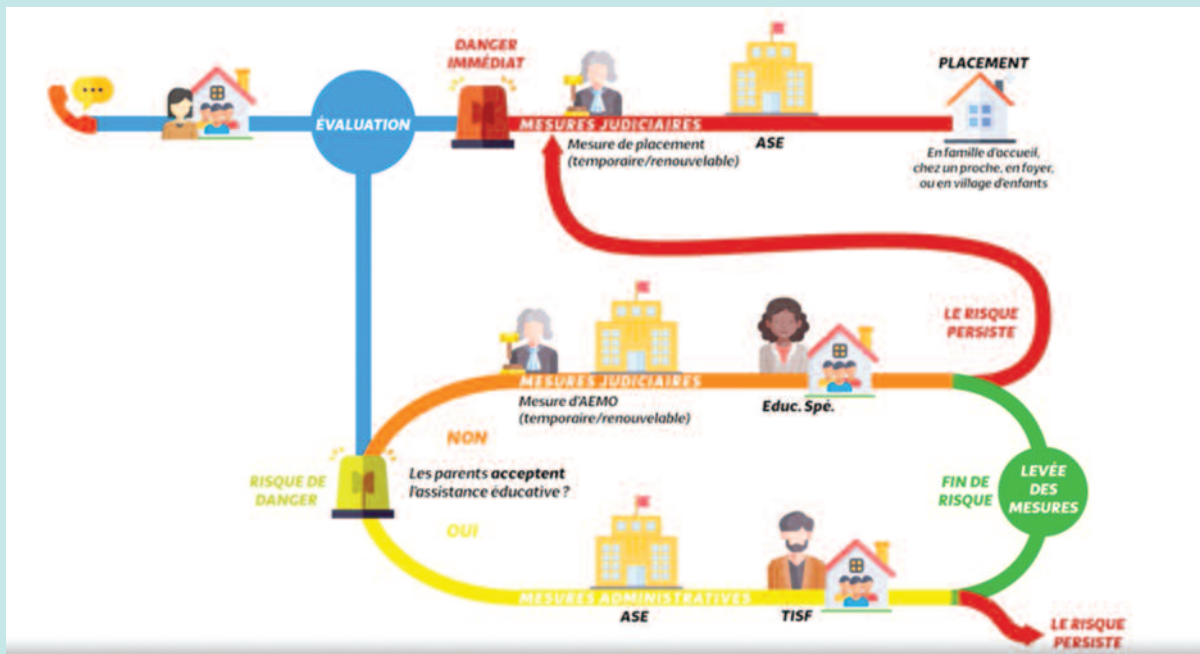 DANGER
IMMÉDIAT
PLACEMENT
ÉVALUATION
MESURES JUDICIAIRES
Mesure de placement
(temporaire/renouvelable)
ASE
En famille d'accueil,
chez un proche, en foyer,
ou en village d'enfants
LE RISQUE
PERSISTE
MESURES JUDICIAIRES
Mesure d'AEMO
(temporaire/renouvelable)
Educ. Spé.
NON
RISQUE DE
DANGER
Les parents acceptent
l'assistance éducative ?
OUI
FIN DE
RISQUE
LEVÉE
DES
MESURES
MESURES ADMINISTRATIVES
ASE
TISF
LE RISQUE
PERSISTE